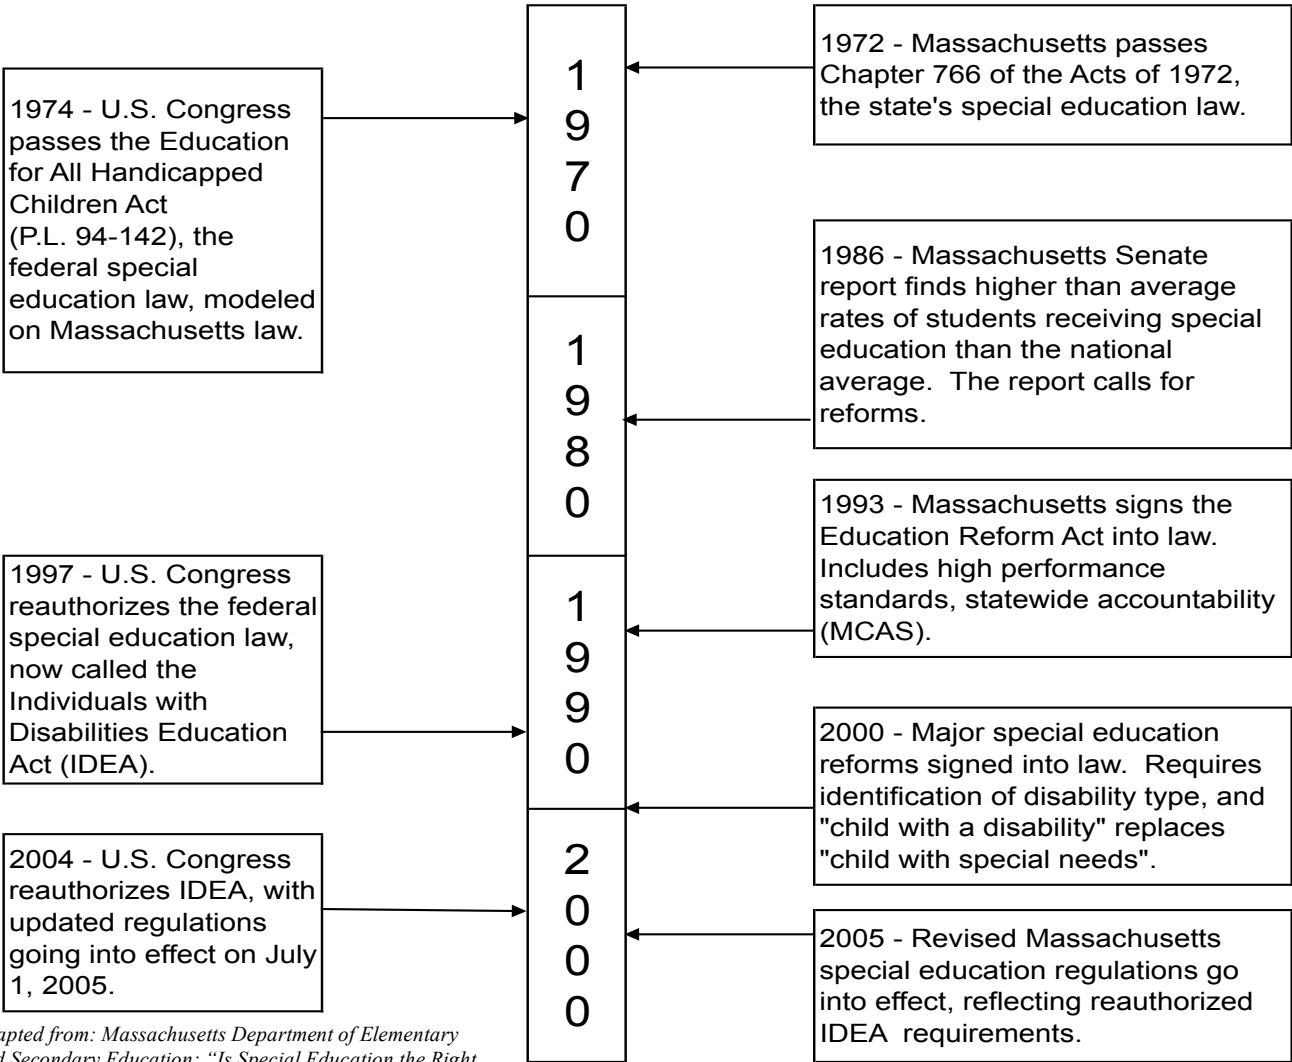 1974 - U.S. Congress
passes the Education
for All Handicapped
Children Act
(P.L. 94-142), the
federal special
education law, modeled
on Massachusetts law.
1997 - U.S. Congress
reauthorizes the federal
special education law,
now called the
Individuals with
Disabilities Education
Act (IDEA).
2004 - U.S. Congress
reauthorizes IDEA, with
updated regulations
going into effect on July
1, 2005.
1
9
7
0
1
9
8
0
1
9
9
0
2
0
0
0
1972 - Massachusetts passes
Chapter 766 of the Acts of 1972,
the state's special education law.
1986 - Massachusetts Senate
report finds higher than average
rates of students receiving special
education than the national
average.  The report calls for
reforms.
1993 - Massachusetts signs the
Education Reform Act into law.
Includes high performance
standards, statewide accountability
(MCAS).
2000 - Major special education
reforms signed into law.  Requires
identification of disability type, and
"child with a disability" replaces
"child with special needs".
2005 - Revised Massachusetts
special education regulations go
into effect, reflecting reauthorized
IDEA  requirements.
apted from: Massachusetts Department of Elementary
d Secondary Education: “Is Special Education the Right